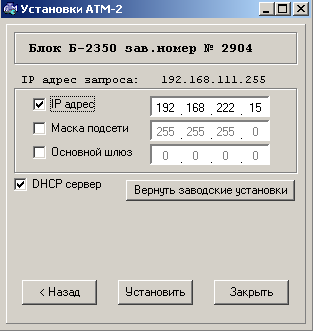 Установки АТМ-2
Блок Б-2350 зав.номер № 2904
IP адрес запроса: 192.168.111.255
IP адрес 192 . 168 . 222 . 15
Маска подсети 255 . 255 . 255 . 0
Основной шлюз 0 . 0 . 0 . 0
DHCP сервер
Вернуть заводские установки
< Назад Установить Закрыть